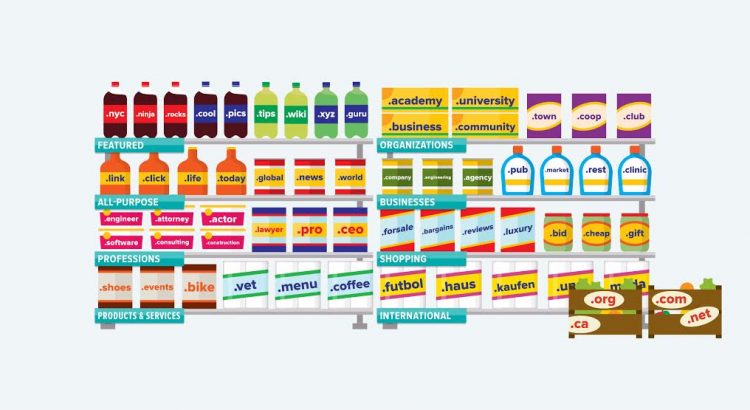 .nyc .ninja .rocks .cool .pics .tips .wiki .xyz .guru
FEATURED
.link .click .life .today .global .news .world
ALL-PURPOSE
.engineer .attorney .actor .lawyer .pro .ceo
.software .consulting .construction
PROFESSIONS
.shoes .events .bike .vet .menu .coffee
PRODUCTS & SERVICES
.academy .university .town .coop .club
.business .community
ORGANIZATIONS
.company .engineering .agency .pub .market .rest .clinic
BUSINESSES
.forsale .bargains .reviews .luxury .bid .cheap .gift
SHOPPING
.futbol .haus .kaufen
INTERNATIONAL
.org .com
.ca .net